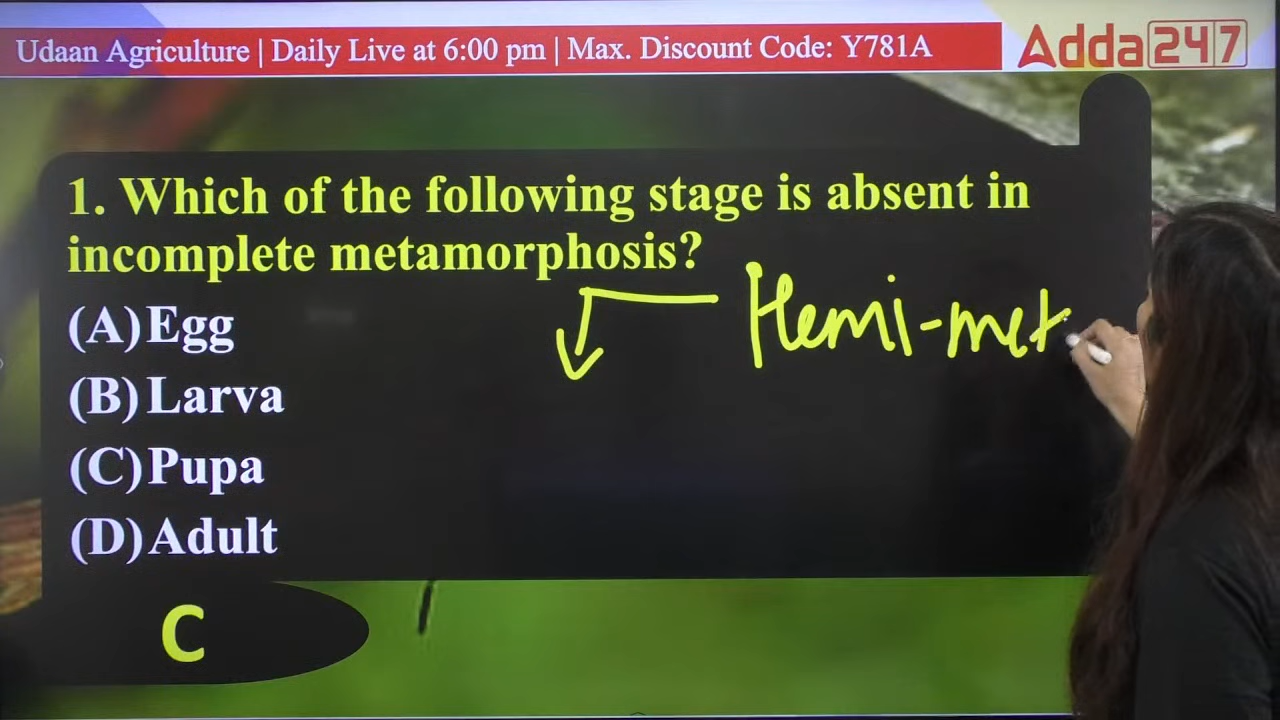 Udaan Agriculture | Daily Live at 6:00 pm | Max. Discount Code: Y781A
Adda247
1. Which of the following stage is absent in
incomplete metamorphosis?
Hemi-met
(A) Egg
(B) Larva
(C) Pupa
(D) Adult
C